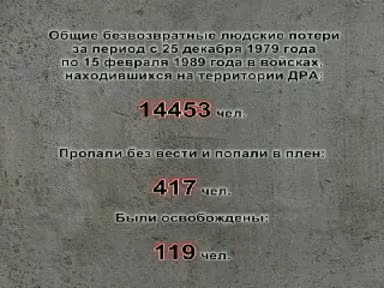 Общие безвозвратные людские потери
за период с 25 декабря 1979 года
по 15 февраля 1989 года в войсках,
находившихся на территории ДРА:
14453 чел.
Пропали без вести и попали в плен:
417 чел.
Были освобождены:
119 чел.